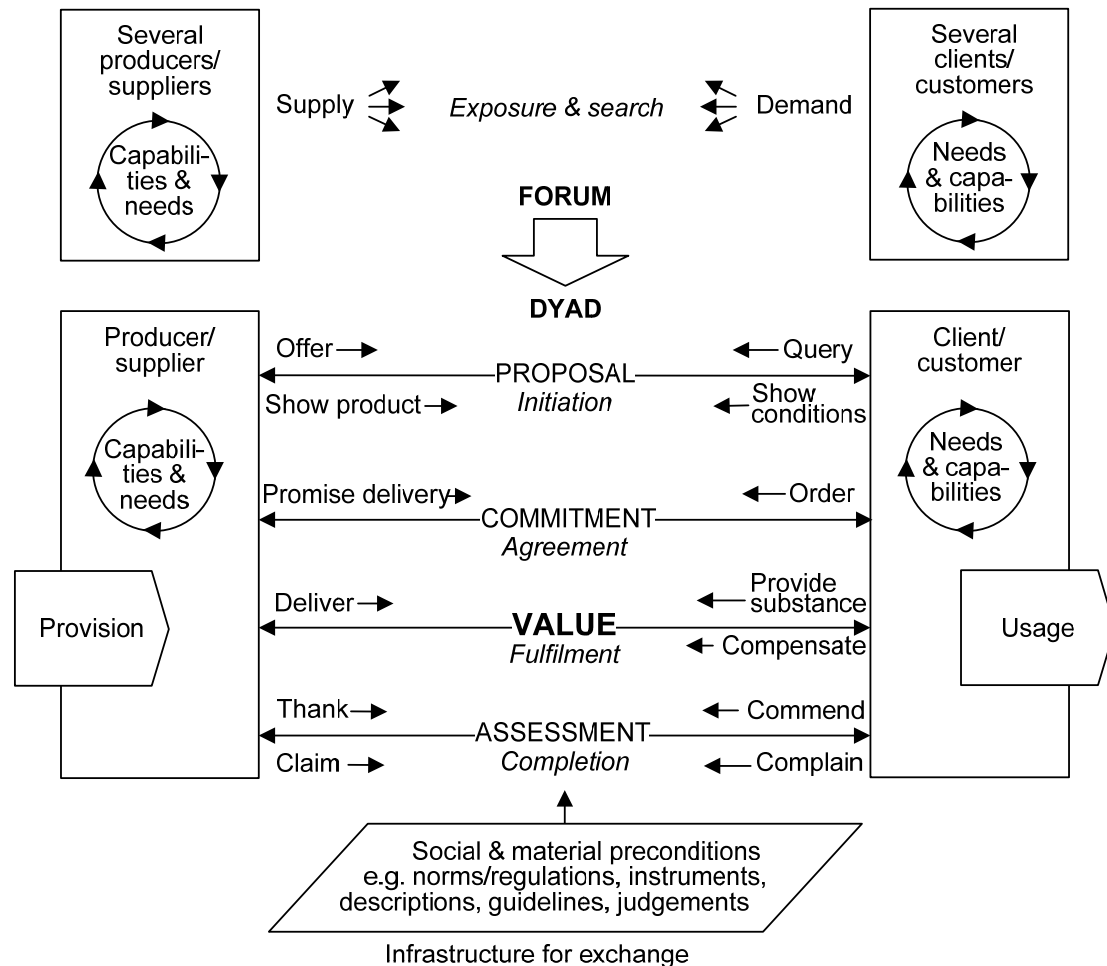 Several
producers/
suppliers
Capabili-
ties &
needs
Supply
Exposure & search
Demand
Several
clients/
customers
Needs
& capa-
bilities
FORUM
DYAD
Producer/
supplier
Capabili-
ties &
needs
Provision
Offer
Query
PROPOSAL
Initiation
Show product
Show
conditions
Promise delivery
Order
COMMITMENT
Agreement
Deliver
Provide
substance
VALUE
Fulfilment
Compensate
Thank
Commend
ASSESSMENT
Completion
Claim
Complain
Client/
customer
Needs
& capa-
bilities
Usage
Social & material preconditions
e.g. norms/regulations, instruments,
descriptions, guidelines, judgements
Infrastructure for exchange